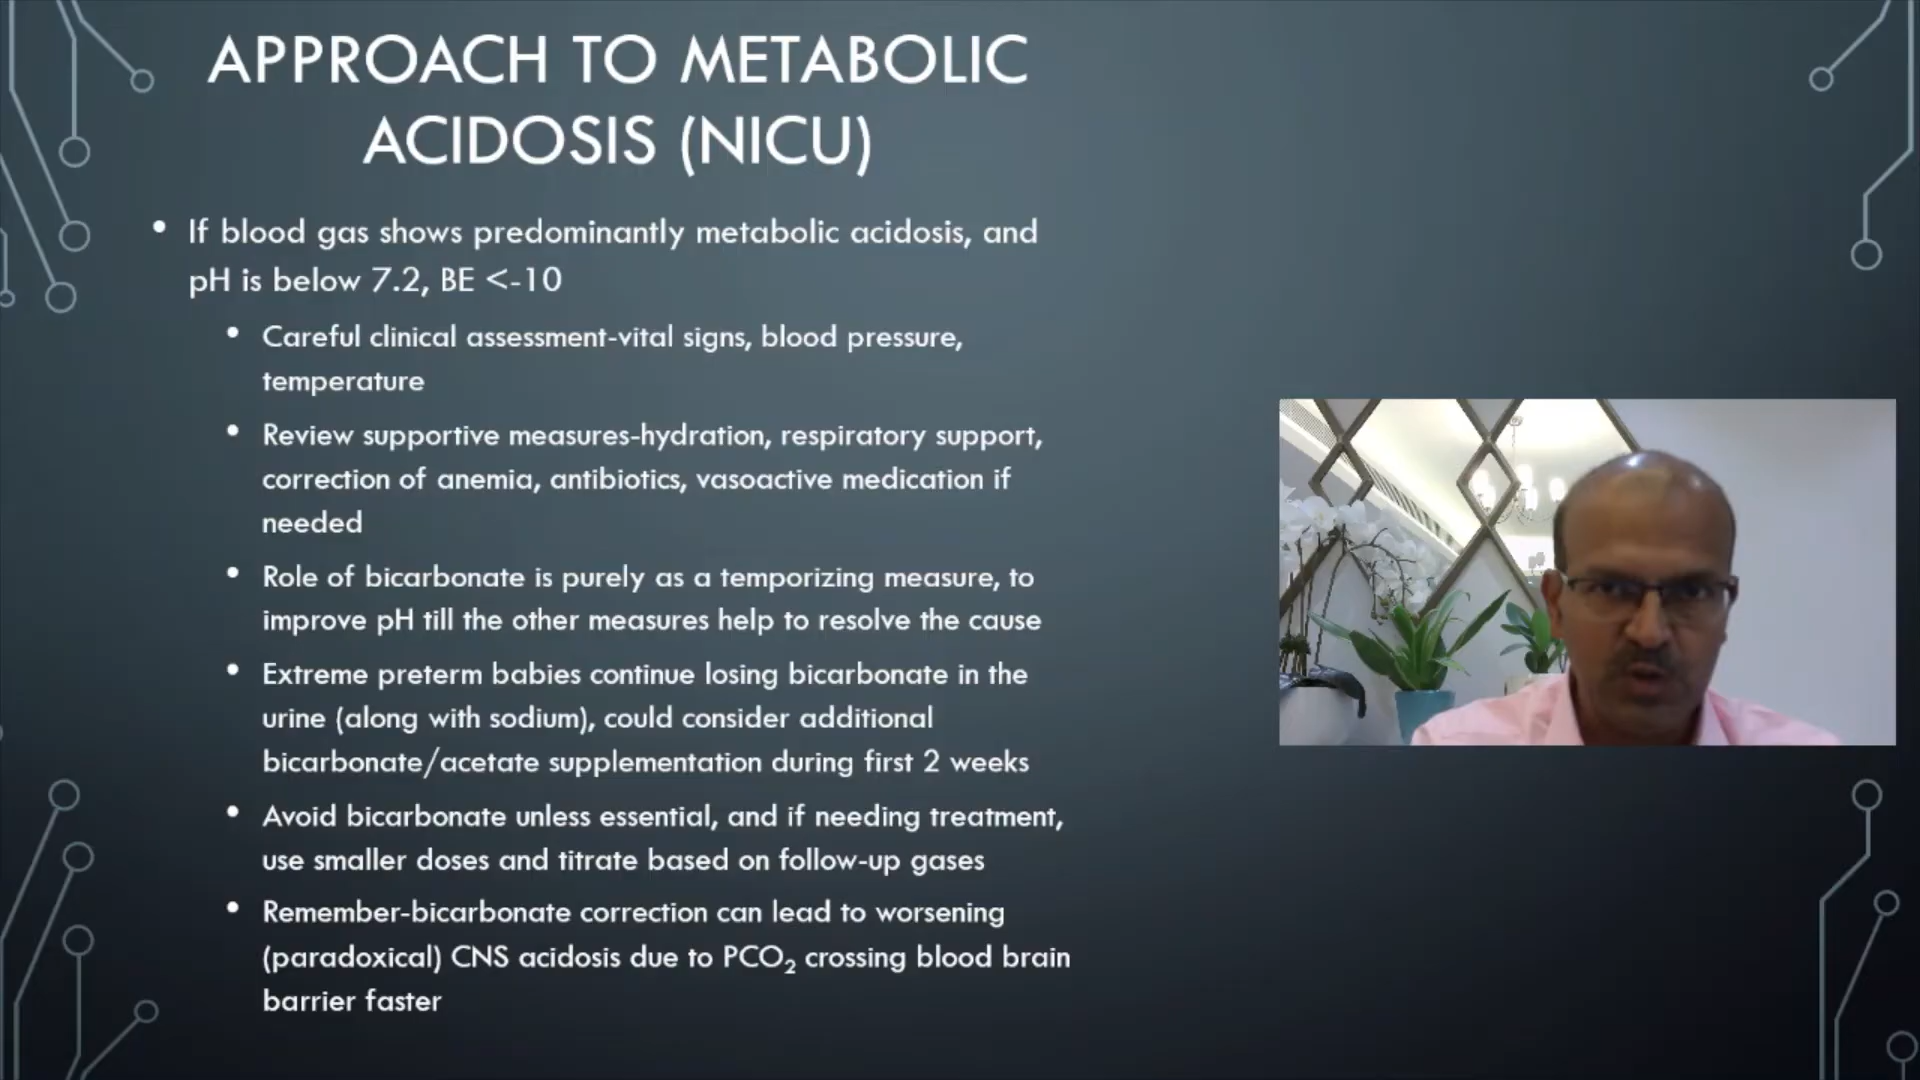 APPROACH TO METABOLIC
ACIDOSIS (NICU)
• If blood gas shows predominantly metabolic acidosis, and
pH is below 7.2, BE <-10
• Careful clinical assessment-vital signs, blood pressure,
temperature
• Review supportive measures-hydration, respiratory support,
correction of anemia, antibiotics, vasoactive medication if
needed
• Role of bicarbonate is purely as a temporizing measure, to
improve pH till the other measures help to resolve the cause
• Extreme preterm babies continue losing bicarbonate in the
urine (along with sodium), could consider additional
bicarbonate/acetate supplementation during first 2 weeks
• Avoid bicarbonate unless essential, and if needing treatment,
use smaller doses and titrate based on follow-up gases
• Remember-bicarbonate correction can lead to worsening
(paradoxical) CNS acidosis due to PCO₂ crossing blood brain
barrier faster